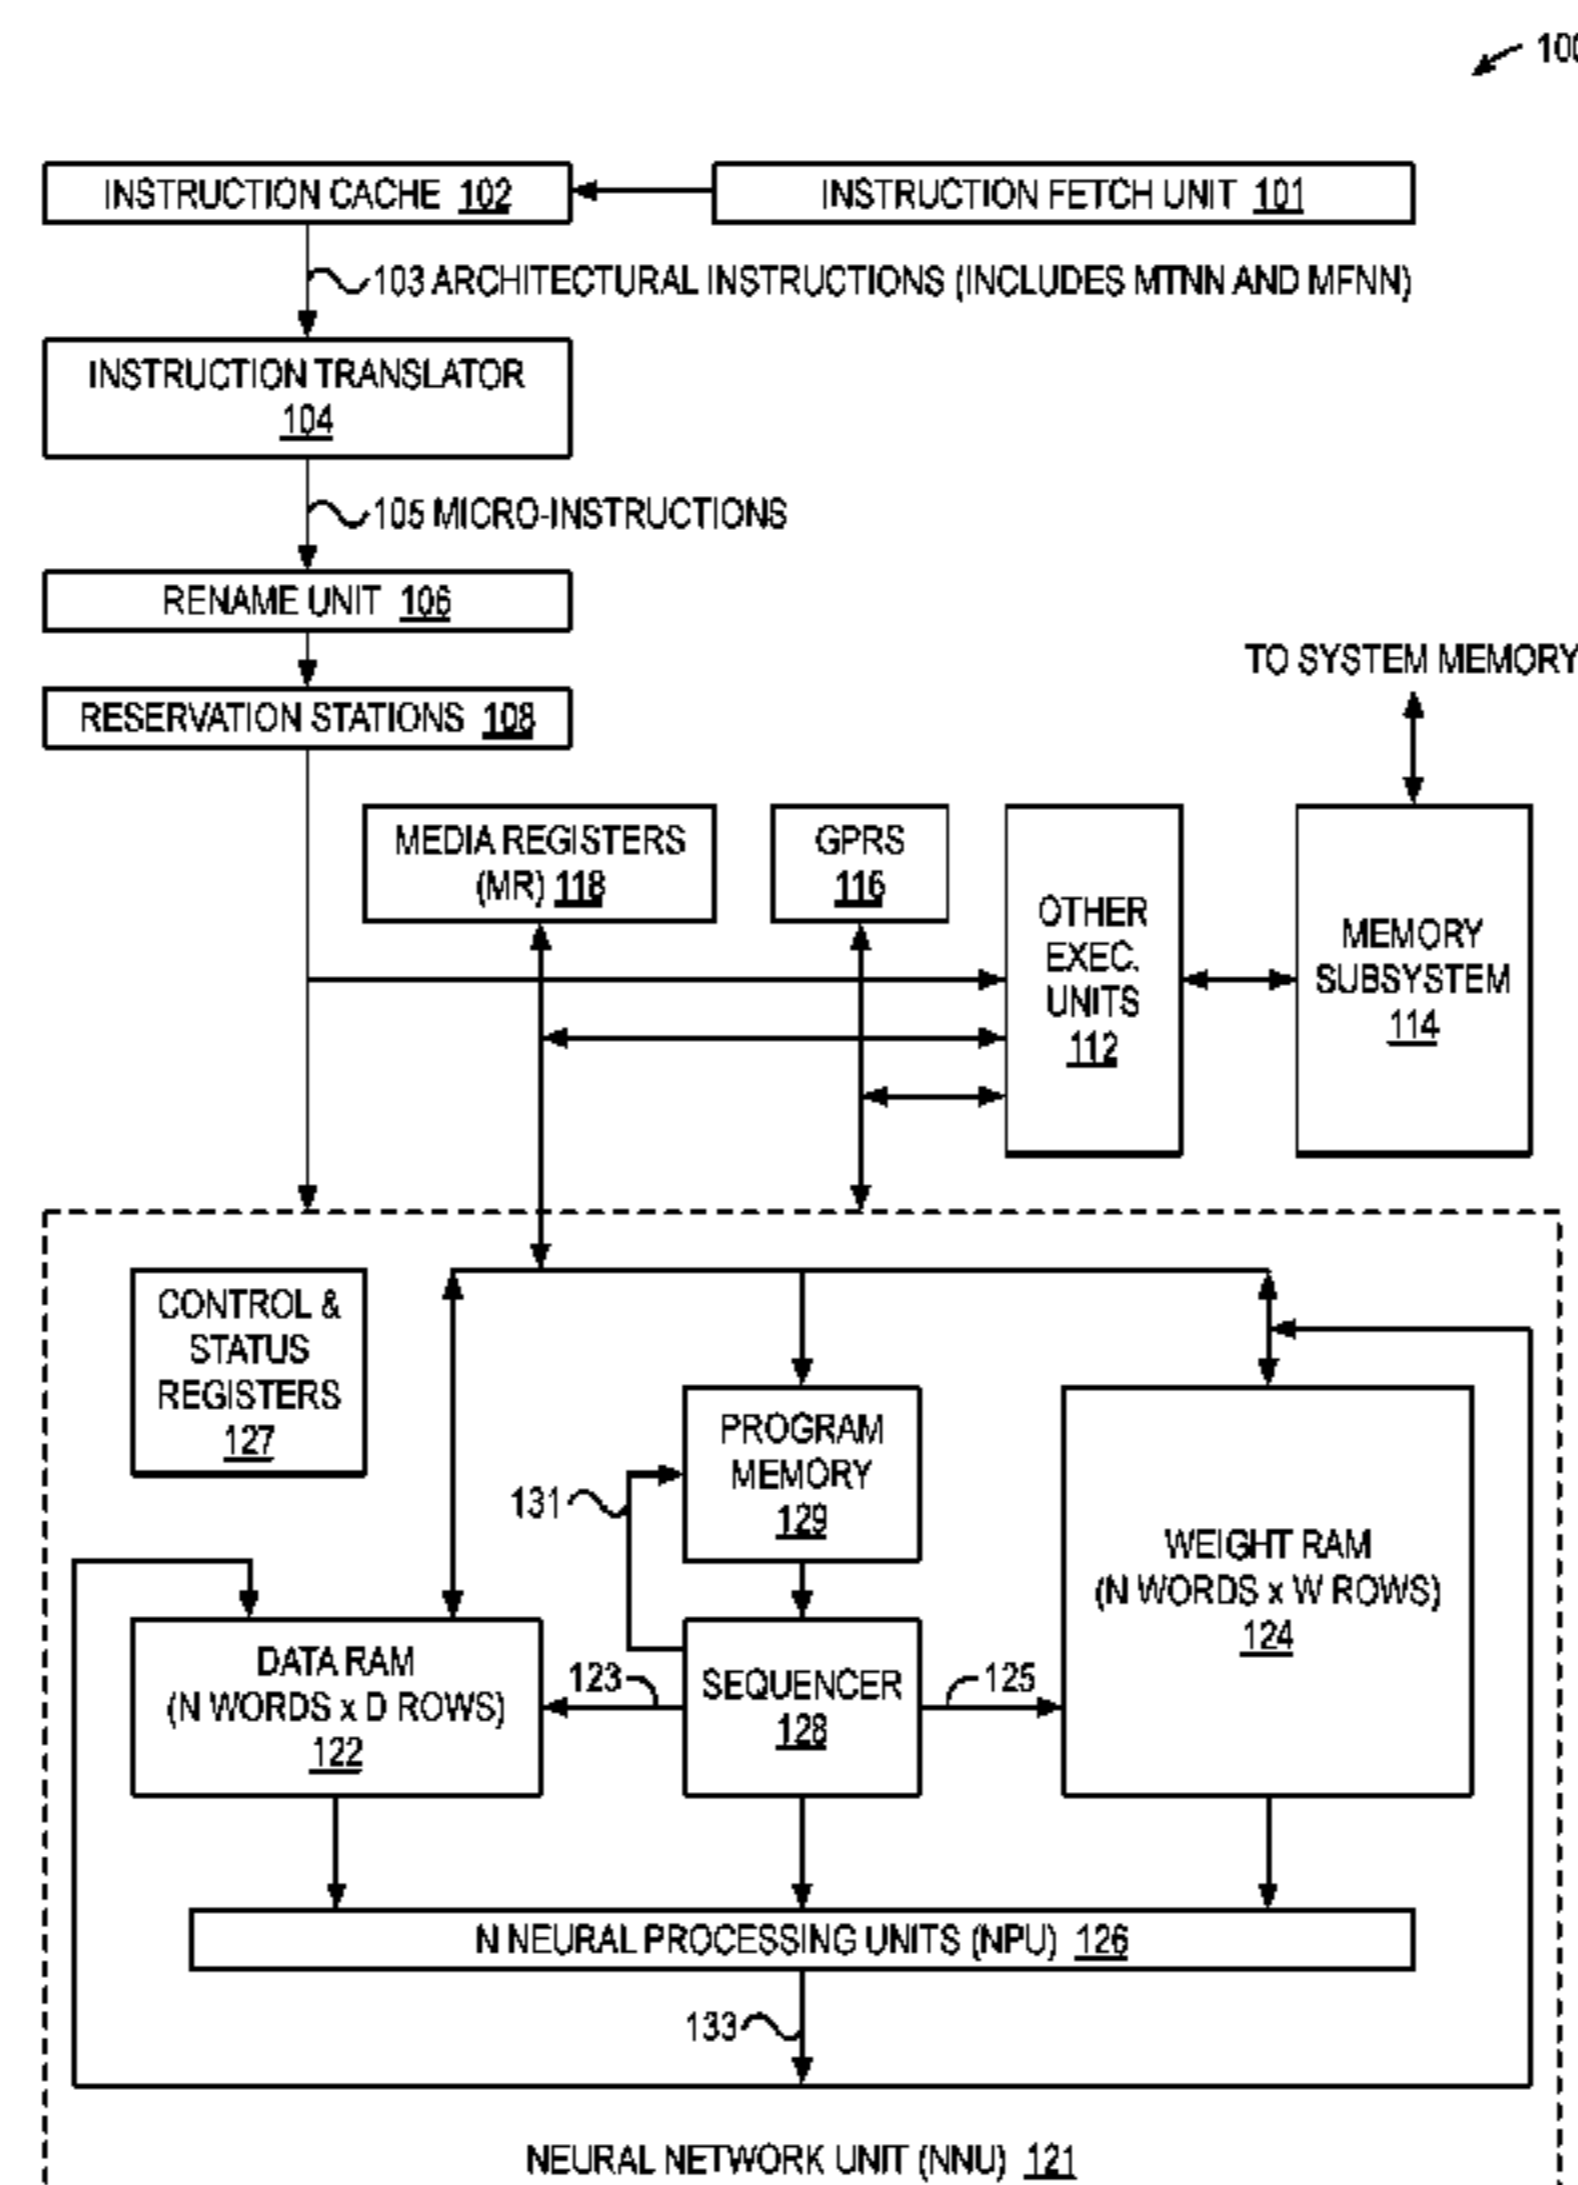 100
INSTRUCTION CACHE 102
INSTRUCTION FETCH UNIT 101
103 ARCHITECTURAL INSTRUCTIONS (INCLUDES MTNN AND MFNN)
INSTRUCTION TRANSLATOR
104
105 MICRO-INSTRUCTIONS
RENAME UNIT 106
TO SYSTEM MEMORY
RESERVATION STATIONS 108
MEDIA REGISTERS
(MR) 118
GPRS
116
OTHER
EXEC.
UNITS
112
MEMORY
SUBSYSTEM
114
CONTROL &
STATUS
REGISTERS
127
PROGRAM
MEMORY
129
131
WEIGHT RAM
(N WORDS x W ROWS)
124
DATA RAM
(N WORDS x D ROWS)
122
123
SEQUENCER
128
125
N NEURAL PROCESSING UNITS (NPU) 126
133
NEURAL NETWORK UNIT (NNU) 121